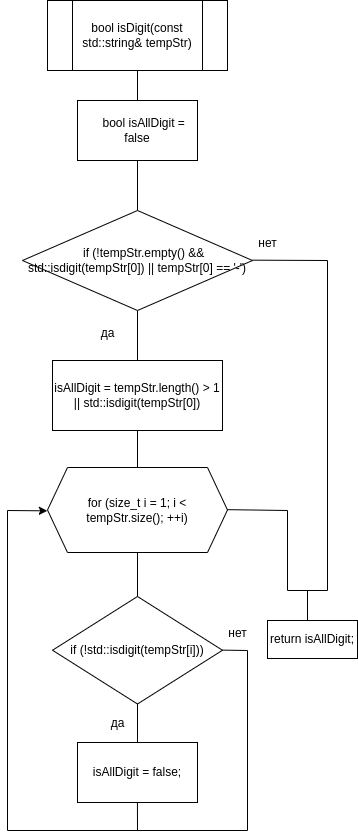 bool isDigit(const
std::string& tempStr)
bool isAllDigit =
false
if (!tempStr.empty() &&
std::isdigit(tempStr[0]) || tempStr[0] == '-')
нет
да
isAllDigit = tempStr.length() > 1
|| std::isdigit(tempStr[0])
for (size_t i = 1; i <
tempStr.size(); ++i)
return isAllDigit;
if (!std::isdigit(tempStr[i]))
нет
да
isAllDigit = false;